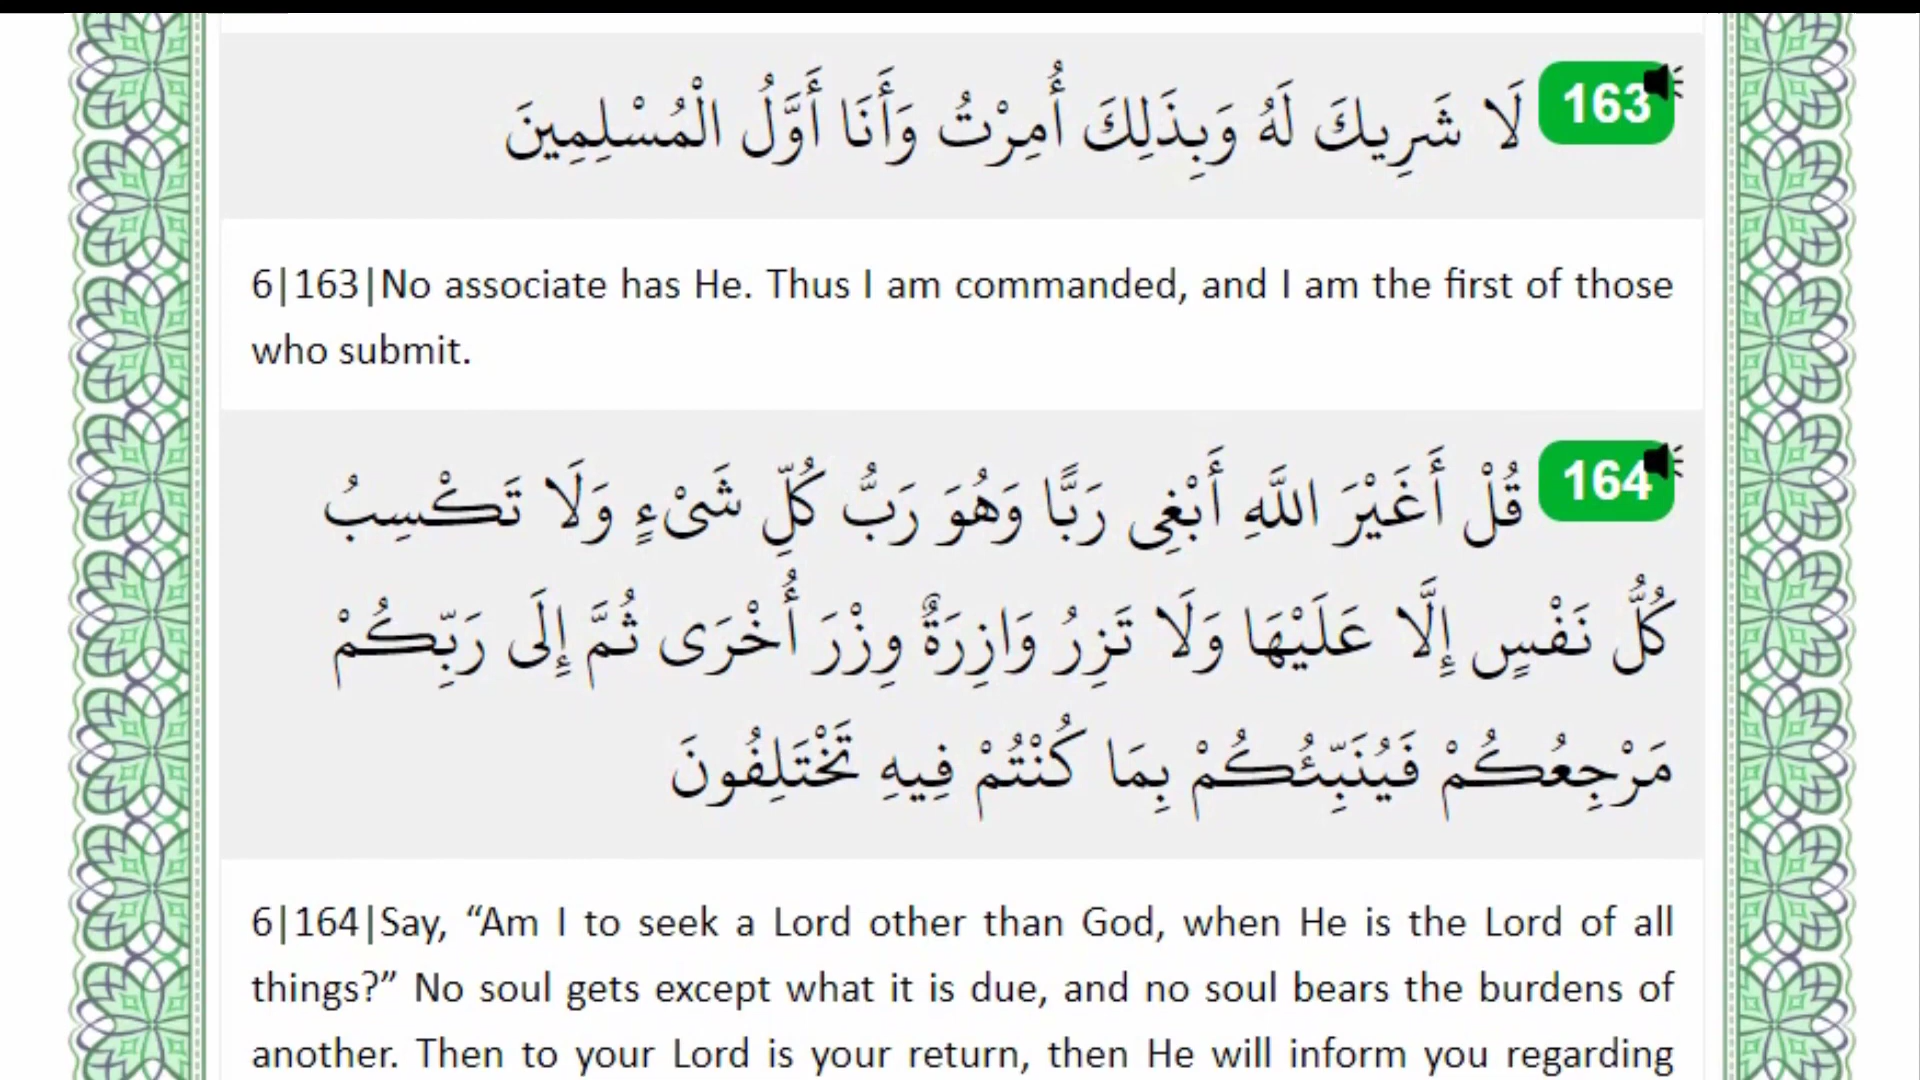 163 لَا شَرِيكَ لَهُ وَبِذَلِكَ أُمِرْتُ وَأَنَا أَوَّلُ الْمُسْلِمِينَ
6|163|No associate has He. Thus I am commanded, and I am the first of those
who submit.
164 قُلْ أَغَيْرَ اللَّهِ أَبْغِى رَبًّا وَهُوَ رَبُّ كُلِّ شَىْءٍ وَلَا تَكْسِبُ
كُلُّ نَفْسٍ إِلَّا عَلَيْهَا وَلَا تَزِرُ وَازِرَةٌ وِزْرَ أُخْرَى ثُمَّ إِلَى رَبِّكُمْ
مَرْجِعُكُمْ فَيُنَبِّئُكُمْ بِمَا كُنْتُمْ فِيهِ تَخْتَلِفُونَ
6|164|Say, “Am I to seek a Lord other than God, when He is the Lord of all
things?” No soul gets except what it is due, and no soul bears the burdens of
another. Then to your Lord is your return, then He will inform you regarding